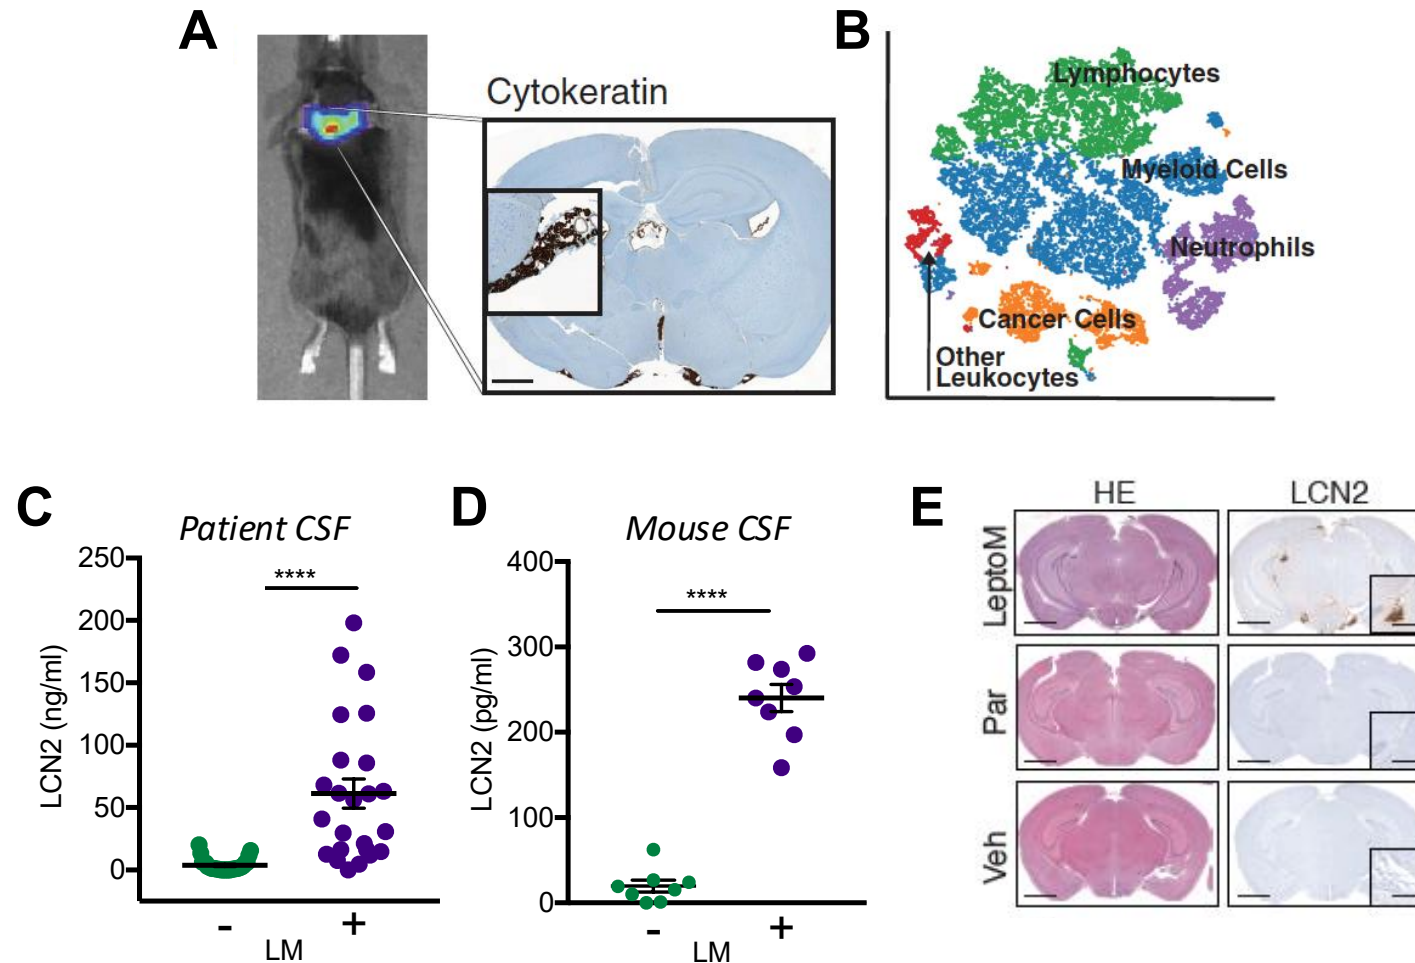 A
B
Cytokeratin
Lymphocytes
Myeloid Cells
Neutrophils
Cancer Cells
Other
Leukocytes
C
Patient CSF
LCN2 (ng/ml)
250
200
150
100
50
0
****
- +
LM
D
Mouse CSF
LCN2 (pg/ml)
400
300
200
100
0
****
- +
LM
E
HE LCN2
LeptoM
Par
Veh